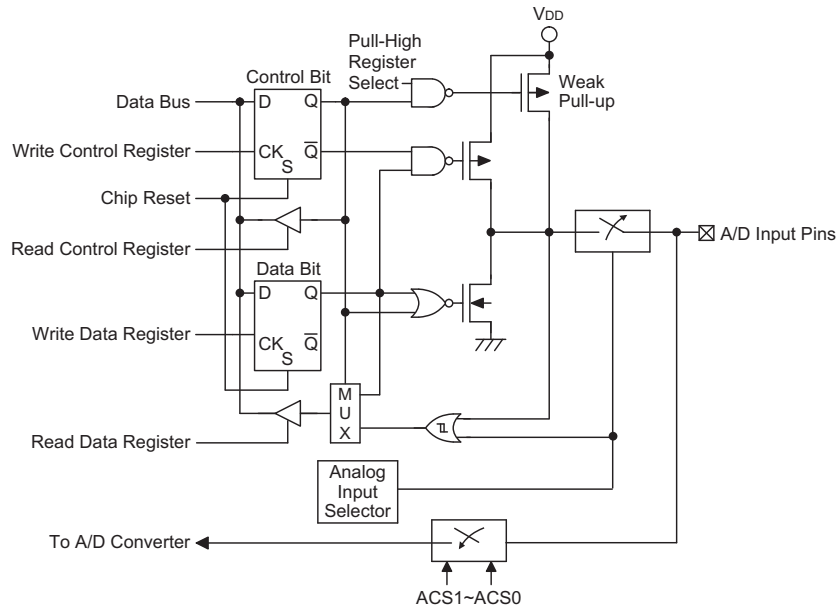 VDD
Pull-High
Register
Select
Weak
Pull-up
Control Bit
Data Bus
D
Q
Write Control Register
CK
Q̅
S
Chip Reset
Read Control Register
A/D Input Pins
Data Bit
D
Q
Write Data Register
CK
Q̅
S
M
U
X
Read Data Register
Analog
Input
Selector
To A/D Converter
ACS1~ACS0